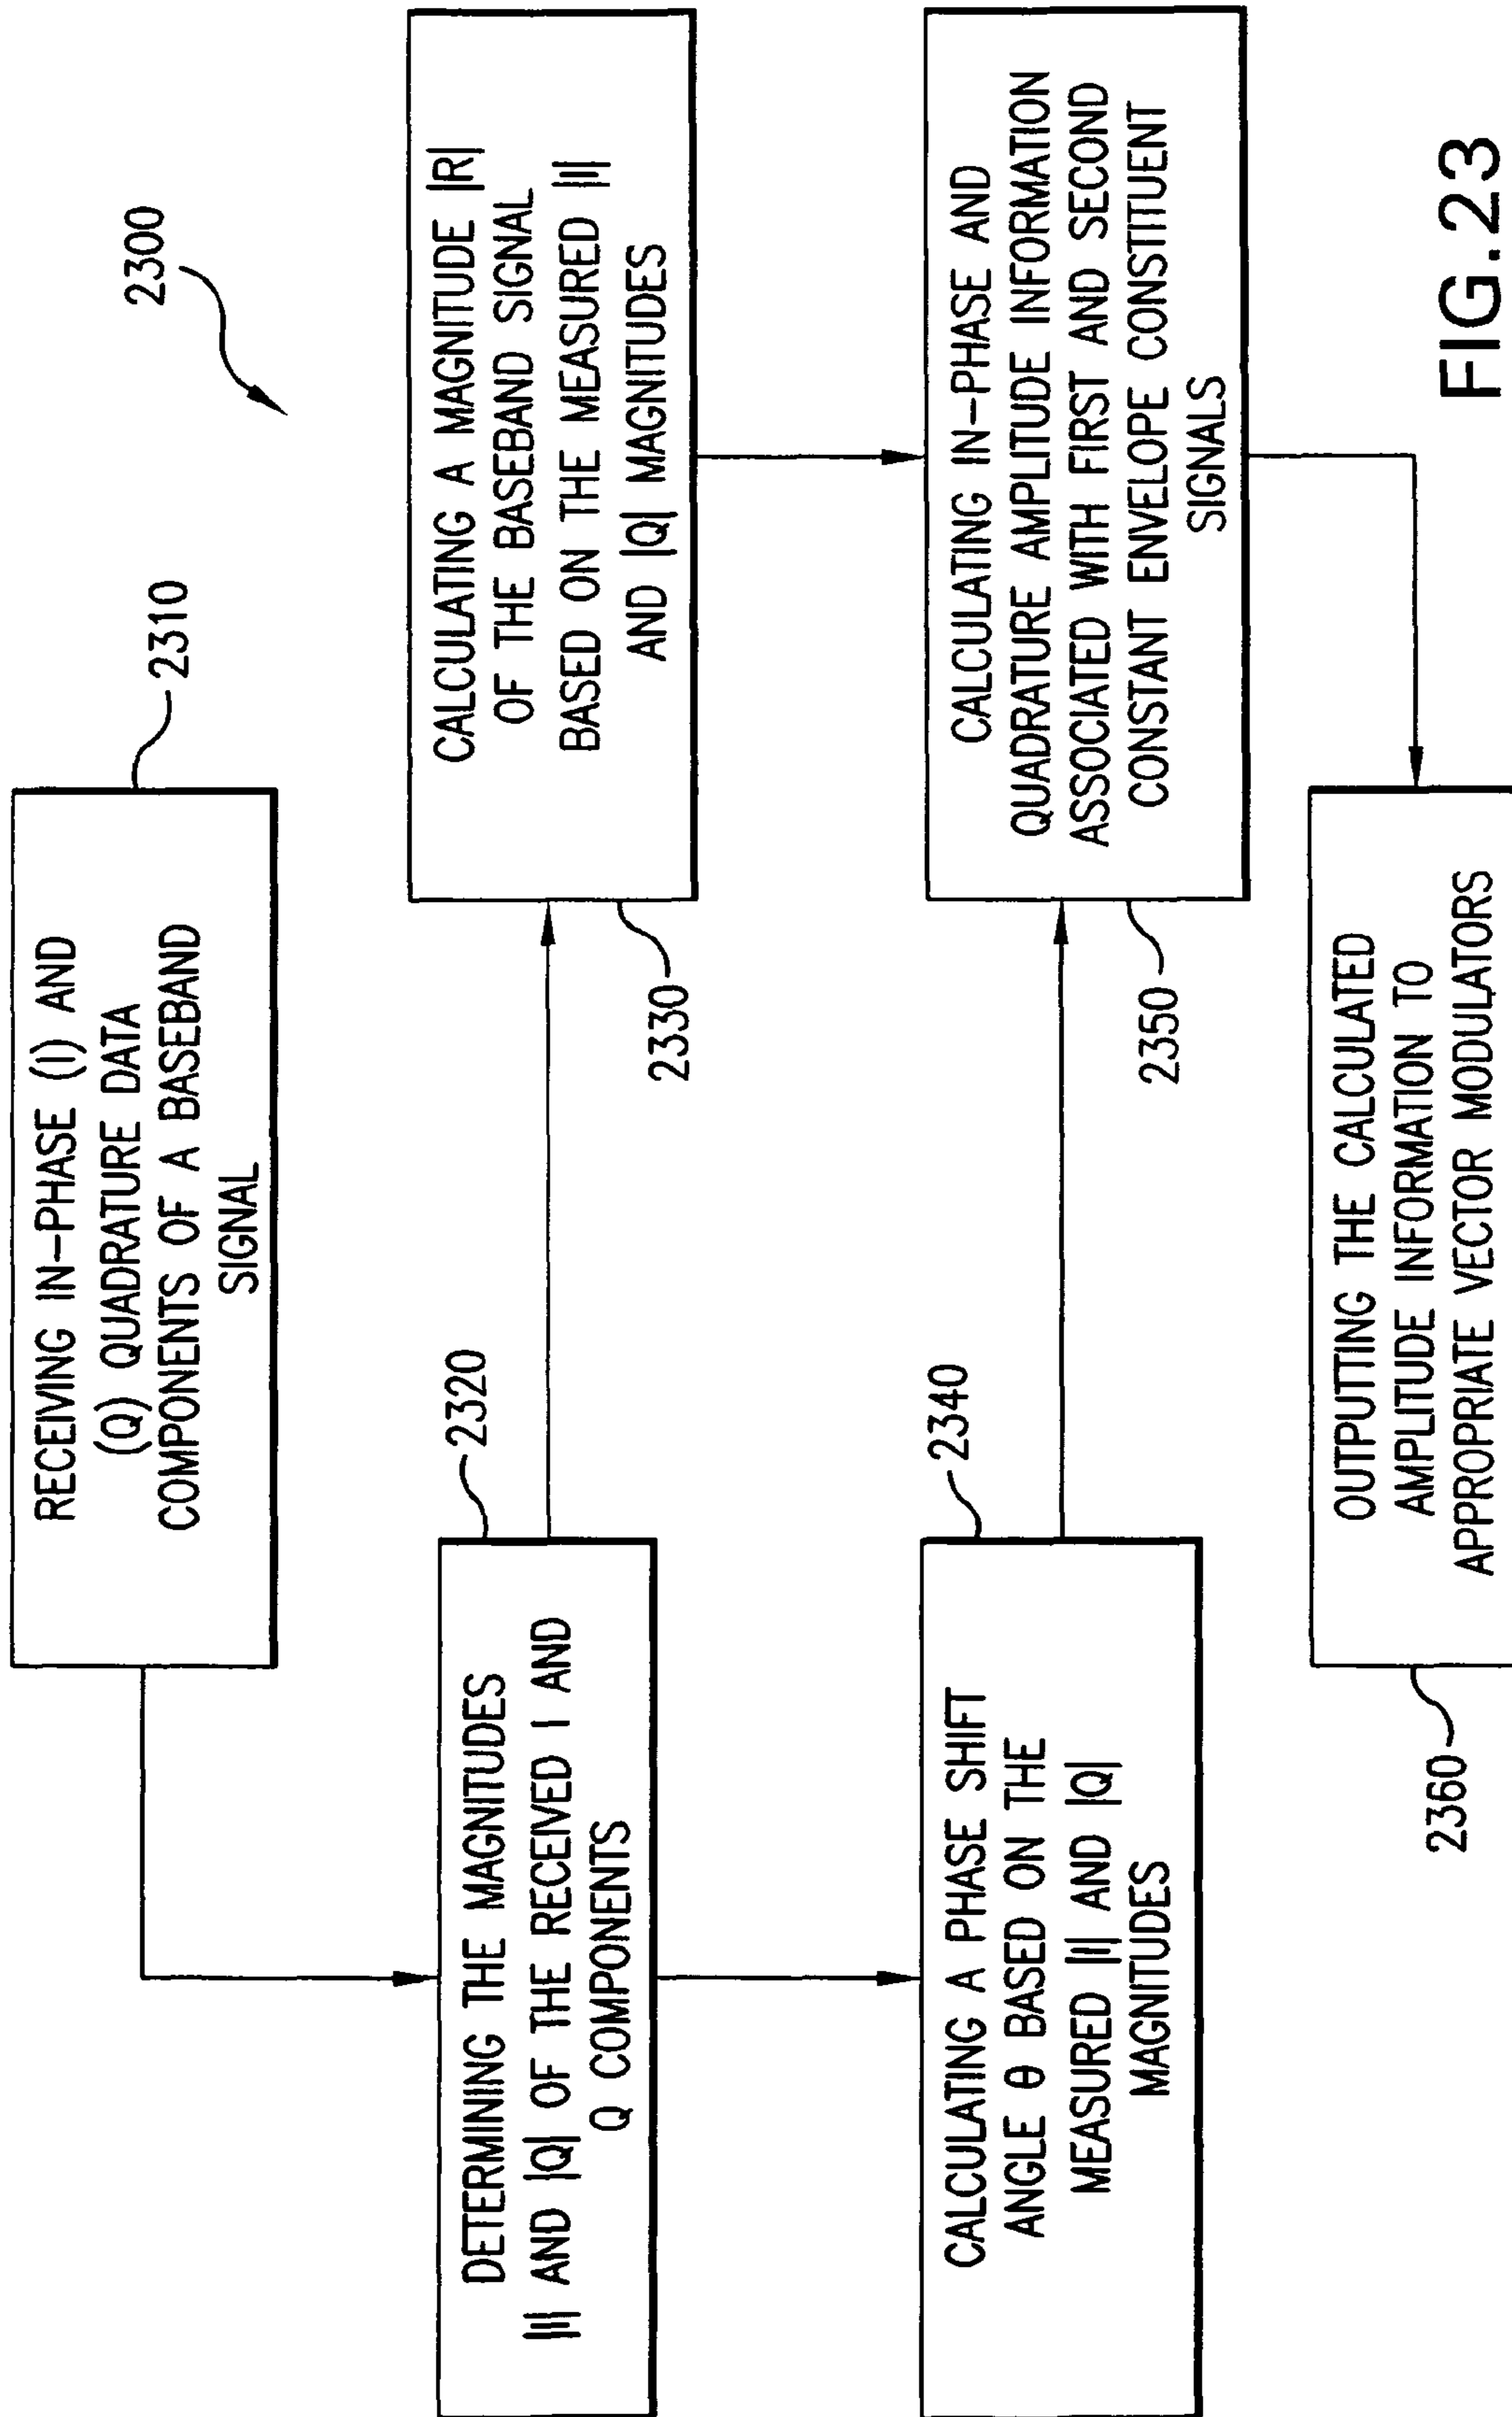 2300
RECEIVING IN-PHASE (I) AND
(Q) QUADRATURE DATA
COMPONENTS OF A BASEBAND
SIGNAL
2310
DETERMINING THE MAGNITUDES
|I| AND |Q| OF THE RECEIVED I AND
Q COMPONENTS
2320
CALCULATING A MAGNITUDE |R|
OF THE BASEBAND SIGNAL
BASED ON THE MEASURED |I|
AND |Q| MAGNITUDES
2330
CALCULATING A PHASE SHIFT
ANGLE θ BASED ON THE
MEASURED |I| AND |Q|
MAGNITUDES
2340
CALCULATING IN-PHASE AND
QUADRATURE AMPLITUDE INFORMATION
ASSOCIATED WITH FIRST AND SECOND
CONSTANT ENVELOPE CONSTITUENT
SIGNALS
2350
OUTPUTTING THE CALCULATED
AMPLITUDE INFORMATION TO
APPROPRIATE VECTOR MODULATORS
2360
FIG.23